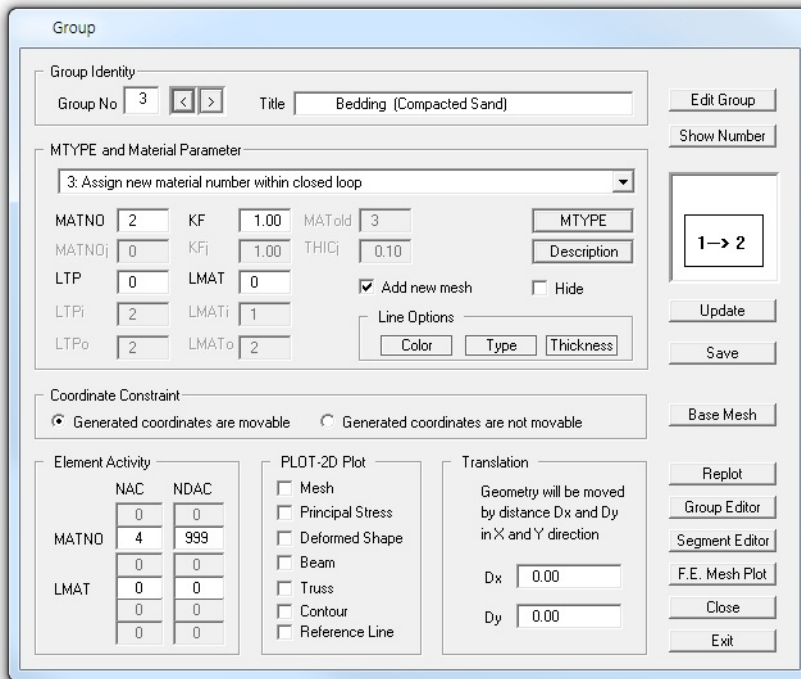 Group
Group Identity
Group No 3 < > Title Bedding (Compacted Sand)
Edit Group
Show Number
MTYPE and Material Parameter
3: Assign new material number within closed loop
MATNO 2 KF 1.00 MATold 3 MTYPE
MATNOj 0 KFj 1.00 THICj 0.10 Description
LTP 0 LMAT 0 Add new mesh Hide
LTPi 2 LMATi 1 Line Options
LTPo 2 LMATo 2 Color Type Thickness
1--> 2
Update
Save
Coordinate Constraint
Generated coordinates are movable Generated coordinates are not movable
Base Mesh
Element Activity
NAC NDAC
0 0
MATNO 4 999
0 0
LMAT 0 0
0 0
0 0
PLOT-2D Plot
Mesh
Principal Stress
Deformed Shape
Beam
Truss
Contour
Reference Line
Translation
Geometry will be moved
by distance Dx and Dy
in X and Y direction
Dx 0.00
Dy 0.00
Replot
Group Editor
Segment Editor
F.E. Mesh Plot
Close
Exit